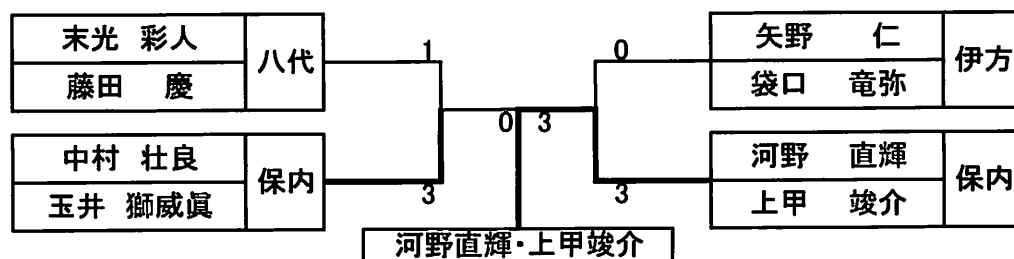 末光 彩人
藤田 慶
八代
1
中村 壮良
玉井 獅威眞
保内
3
0 3
矢野 仁
袋口 竜弥
伊方
0
河野 直輝
上甲 竣介
保内
3
河野直輝・上甲竣介